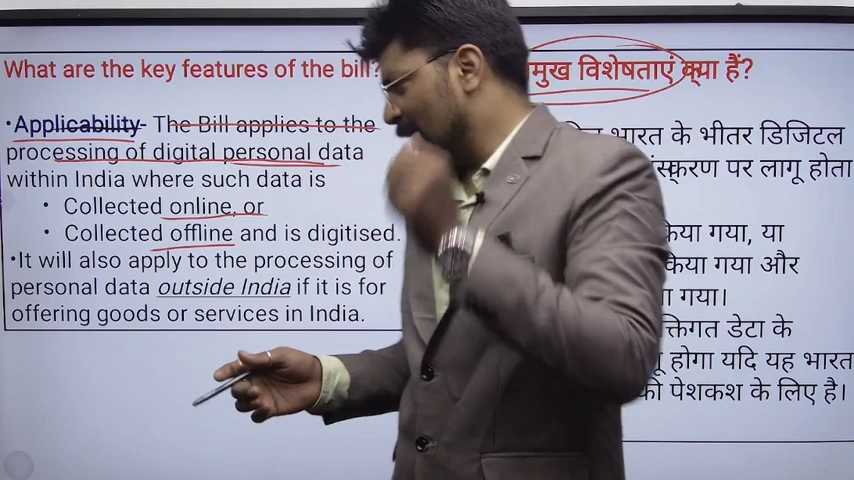 What are the key features of the bill?
मुख विशेषताएं क्या हैं?
•Applicability- The Bill applies to the
processing of digital personal data
within India where such data is
• Collected online, or
• Collected offline and is digitised.
•It will also apply to the processing of
personal data outside India if it is for
offering goods or services in India.
भारत के भीतर डिजिटल
पर लागू होता
किया गया, या
किया गया और
गया।
डेटा के
होगा यदि यह भारत
की पेशकश के लिए है।